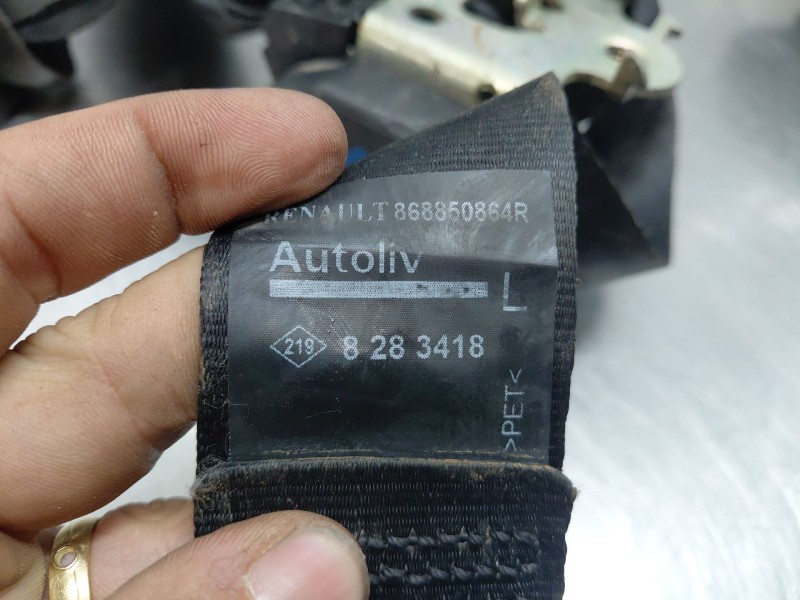 RENAULT 868850864R
Autoliv
L
219 8 28 3418
>PET<